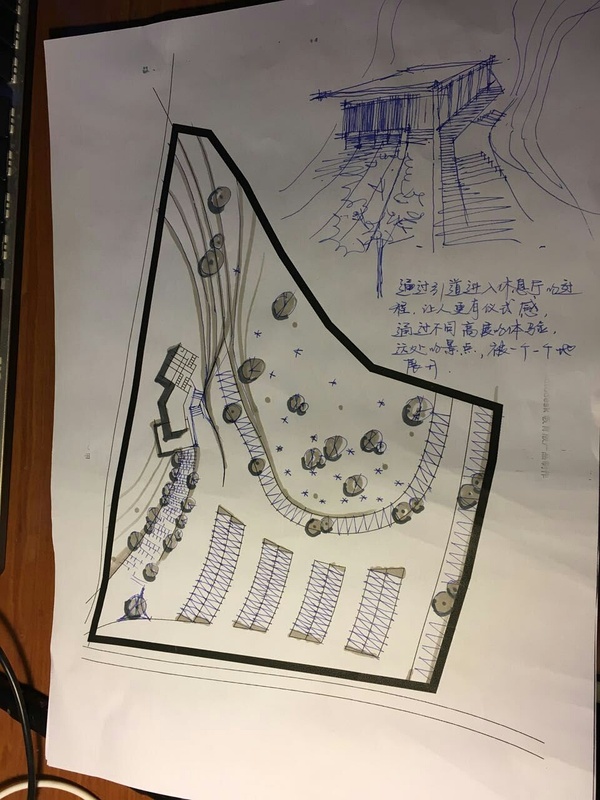 通过引道进入休息厅的过
程,让人更有仪式感,
通过不同高度的体验,
远处的景点,被一个一个地
展开.